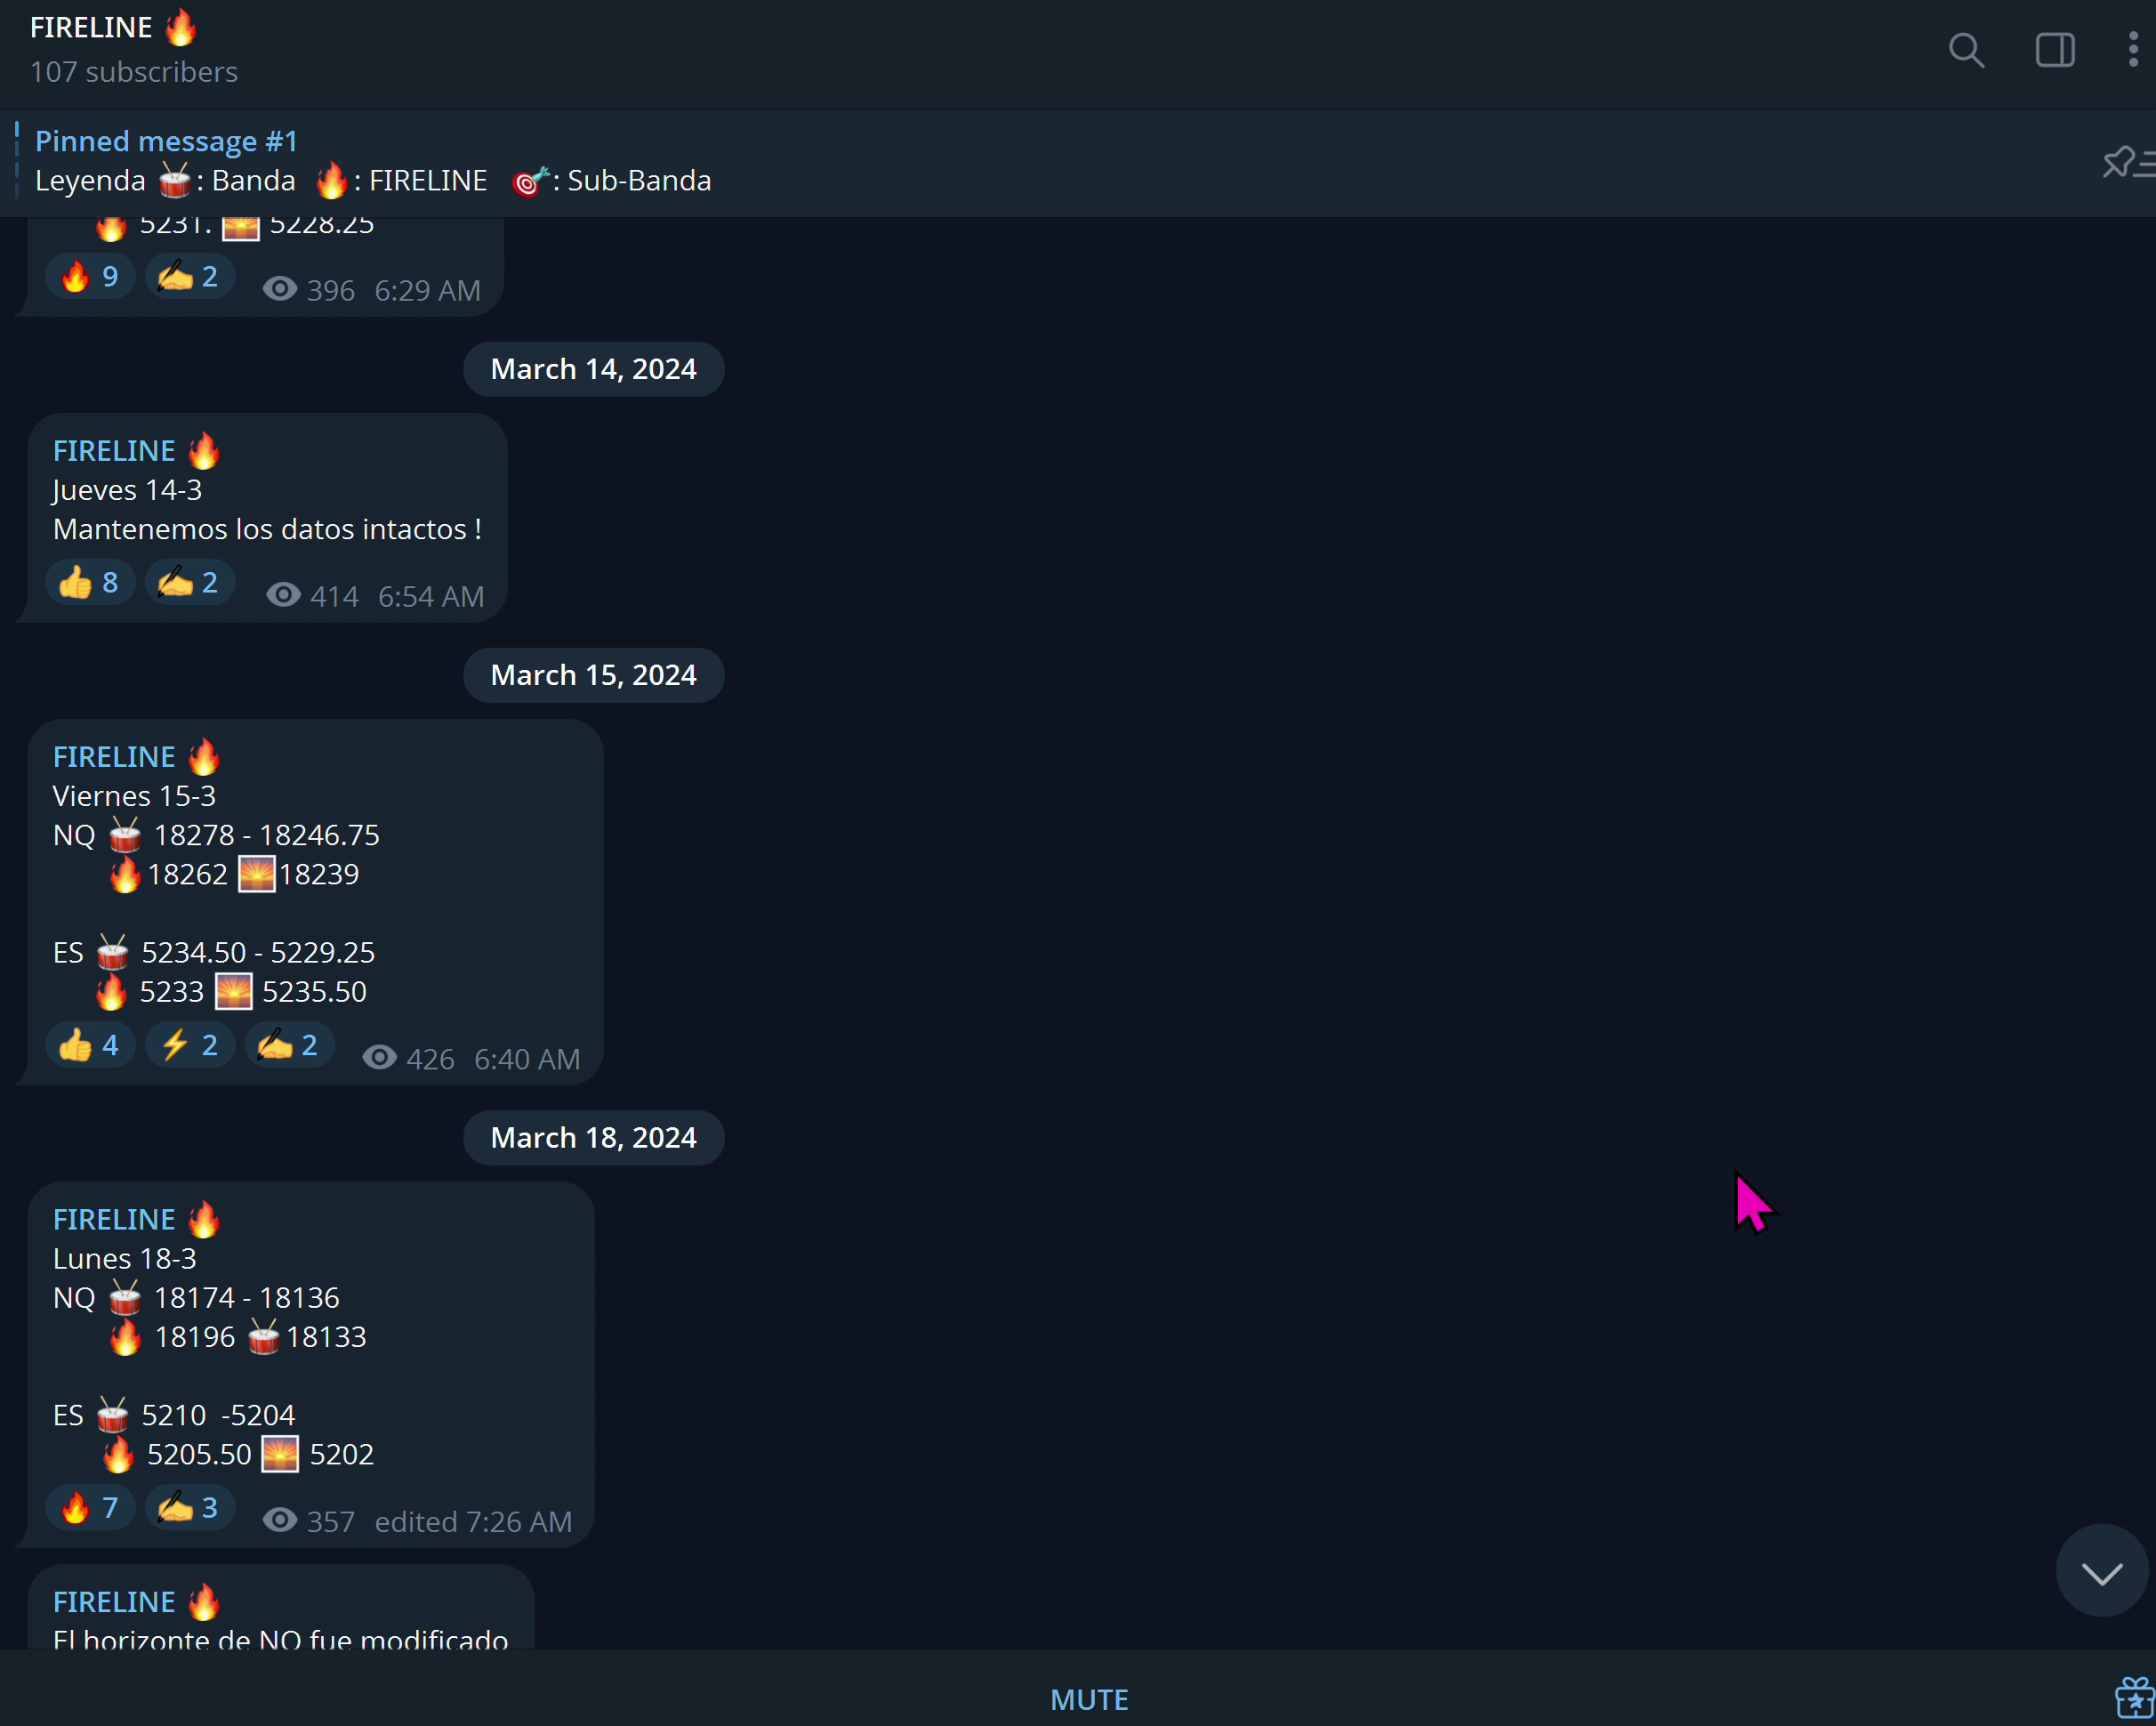 FIRELINE 🔥
107 subscribers
Pinned message #1
Leyenda 🥁: Banda 🔥: FIRELINE 🎯: Sub-Banda
🔥 5231. 🌅 5228.25
🔥 9 ✍ 2 396 6:29 AM
March 14, 2024
FIRELINE 🔥
Jueves 14-3
Mantenemos los datos intactos !
👍 8 ✍ 2 414 6:54 AM
March 15, 2024
FIRELINE 🔥
Viernes 15-3
NQ 🥁 18278 - 18246.75
🔥18262 🌅18239
ES 🥁 5234.50 - 5229.25
🔥 5233 🌅 5235.50
👍 4 ⚡ 2 ✍ 2 426 6:40 AM
March 18, 2024
FIRELINE 🔥
Lunes 18-3
NQ 🥁 18174 - 18136
🔥 18196 🥁18133
ES 🥁 5210 -5204
🔥 5205.50 🌅 5202
🔥 7 ✍ 3 357 edited 7:26 AM
FIRELINE 🔥
El horizonte de NQ fue modificado
MUTE